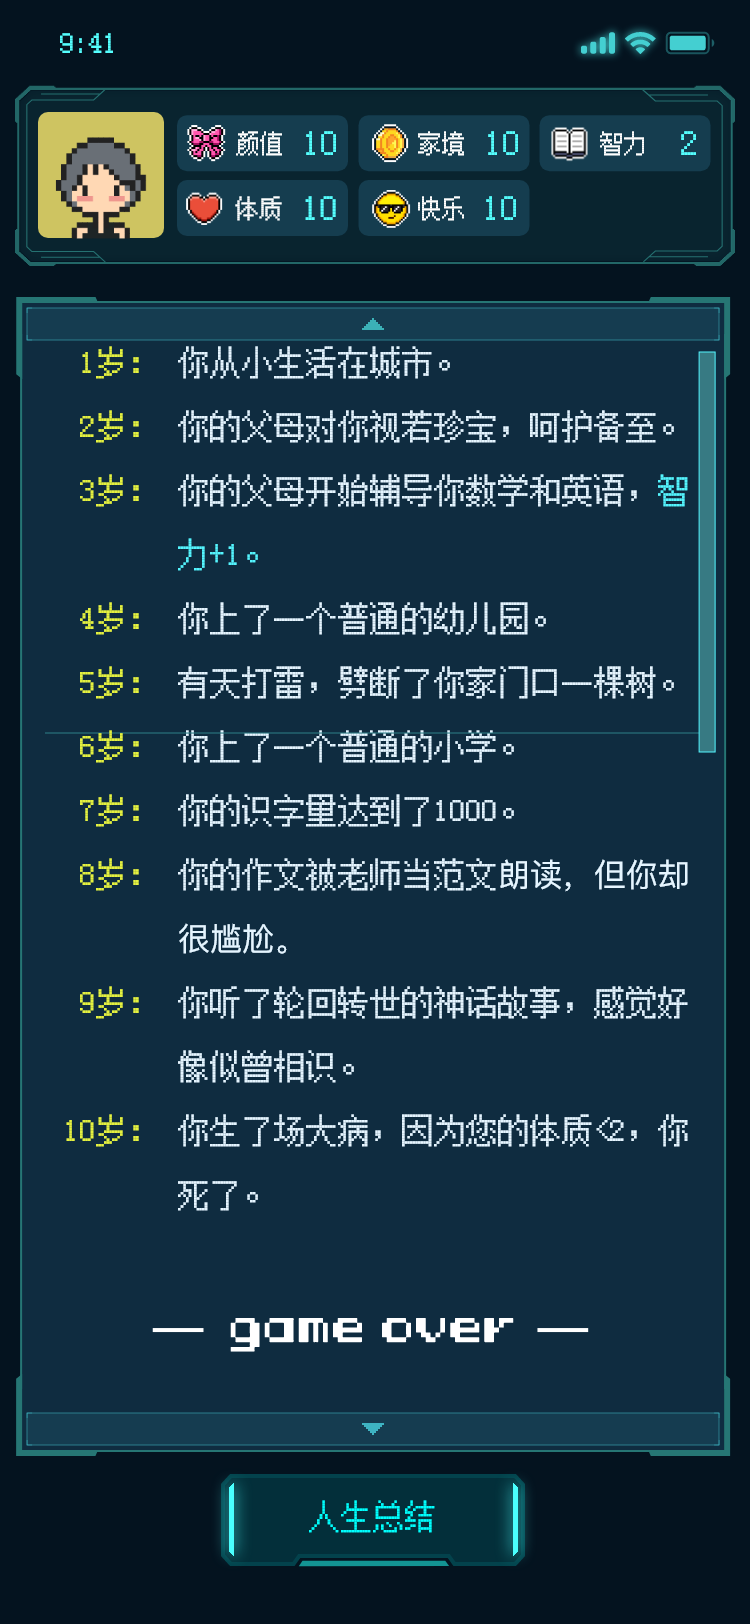 9:41
颜值 10 家境 10 智力 2
体质 10 快乐 10
1岁: 你从小生活在城市。
2岁: 你的父母对你视若珍宝，呵护备至。
3岁: 你的父母开始辅导你数学和英语，智
力+1。
4岁: 你上了一个普通的幼儿园。
5岁: 有天打雷，劈断了你家门口一棵树。
6岁: 你上了一个普通的小学。
7岁: 你的识字量达到了1000。
8岁: 你的作文被老师当范文朗读，但你却
很尴尬。
9岁: 你听了轮回转世的神话故事，感觉好
像似曾相识。
10岁: 你生了场大病，因为您的体质<2，你
死了。
— game over —
人生总结